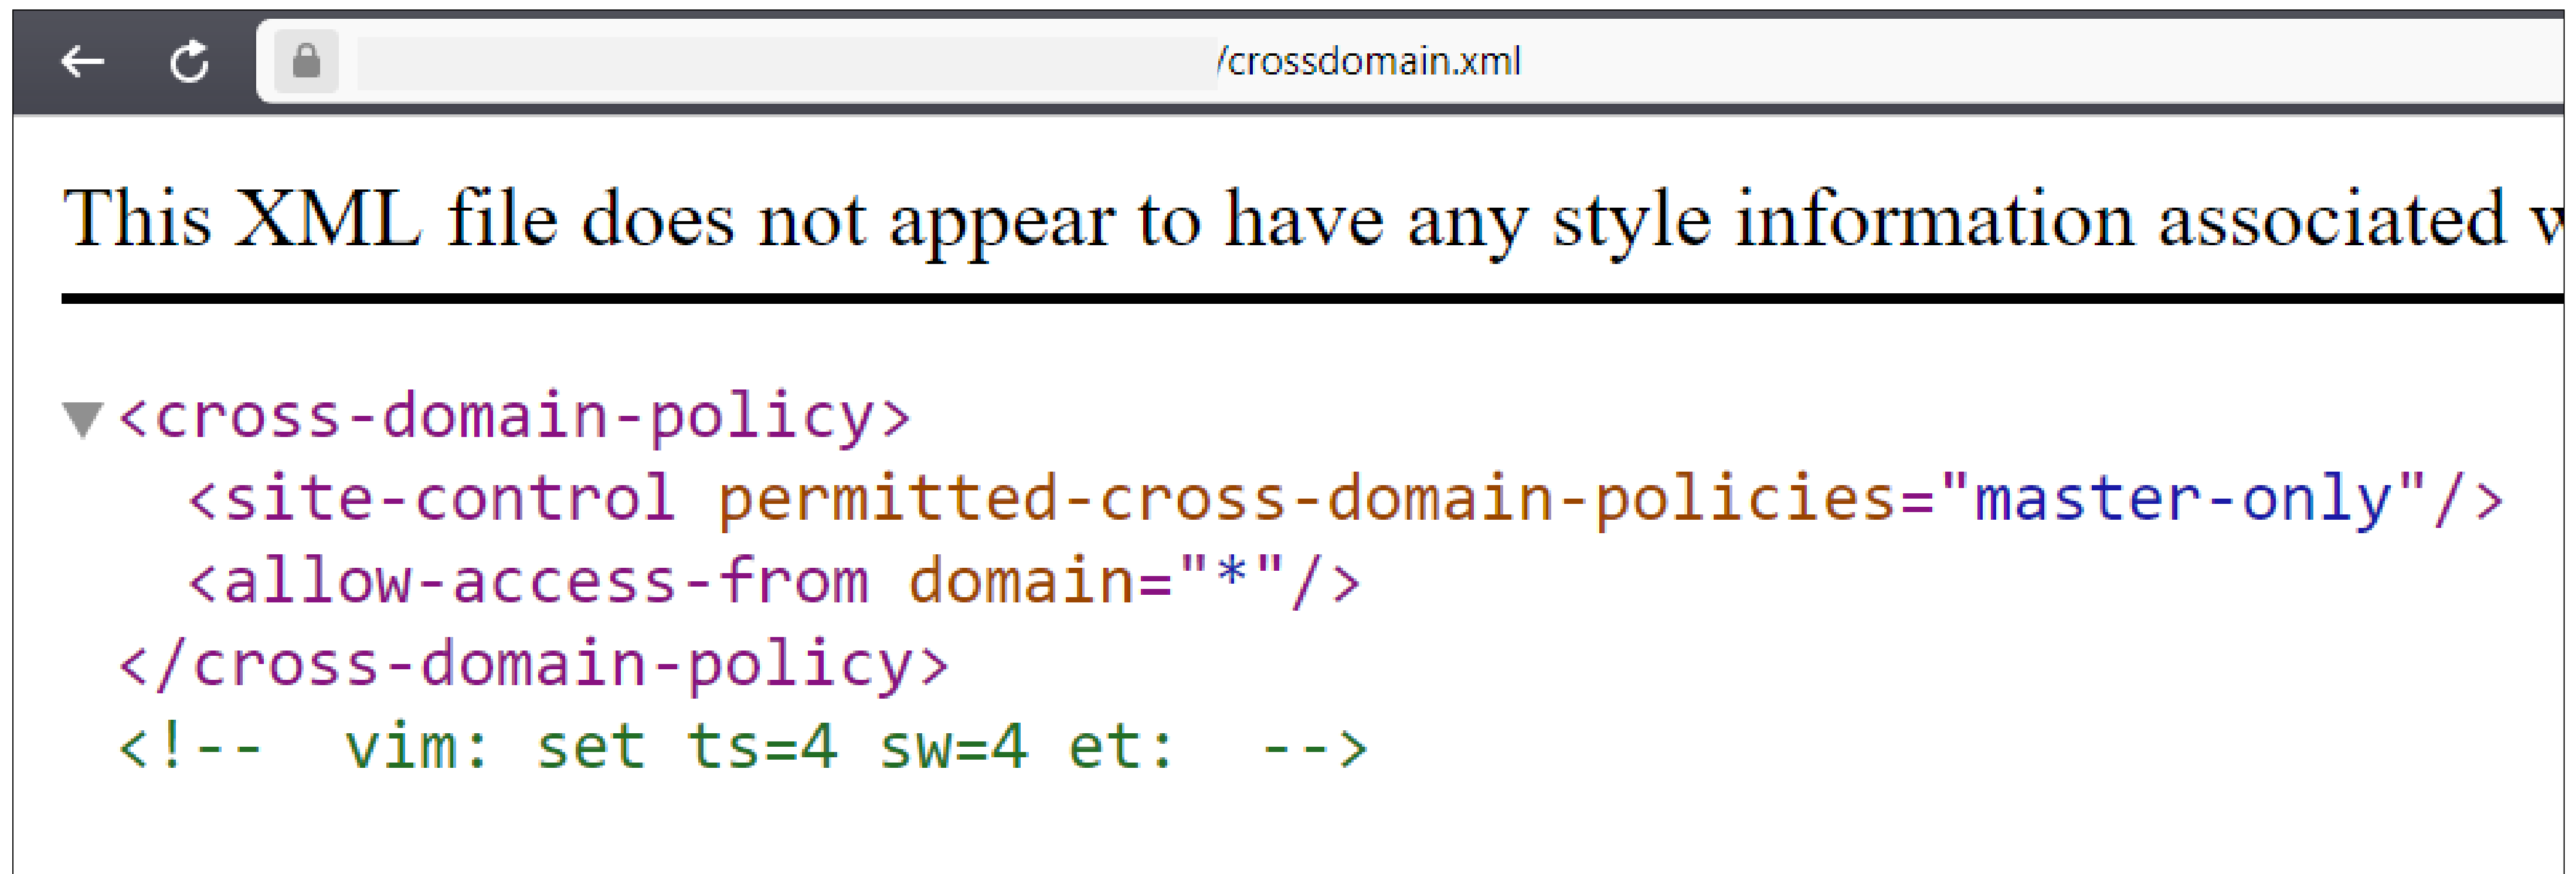 /crossdomain.xml
This XML file does not appear to have any style information associated
<cross-domain-policy>
<site-control permitted-cross-domain-policies="master-only"/>
<allow-access-from domain="*"/>
</cross-domain-policy>
<!--  vim: set ts=4 sw=4 et:  -->